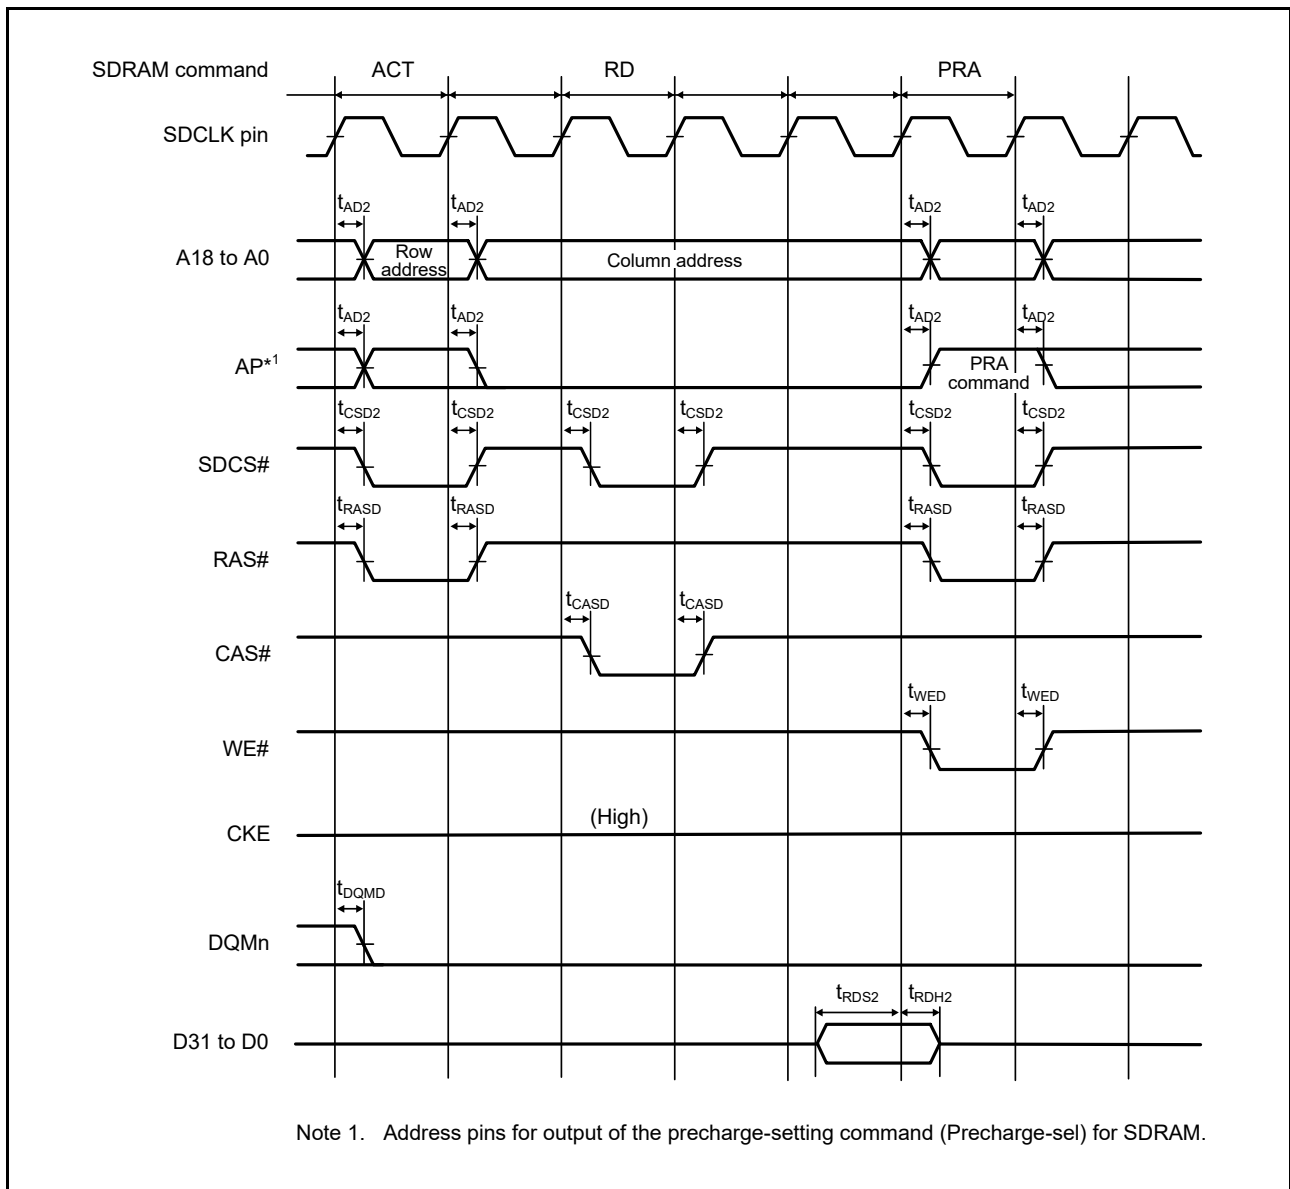 SDRAM command ACT RD PRA
SDCLK pin
tAD2 tAD2 tAD2 tAD2
A18 to A0 Row address Column address
tAD2 tAD2 tAD2 tAD2
AP*1 PRA command
tCSD2 tCSD2 tCSD2 tCSD2 tCSD2 tCSD2
SDCS#
tRASD tRASD tRASD tRASD
RAS#
tCASD tCASD
CAS#
tWED tWED
WE#
(High)
CKE
tDQMD
DQMn
tRDS2 tRDH2
D31 to D0
Note 1. Address pins for output of the precharge-setting command (Precharge-sel) for SDRAM.